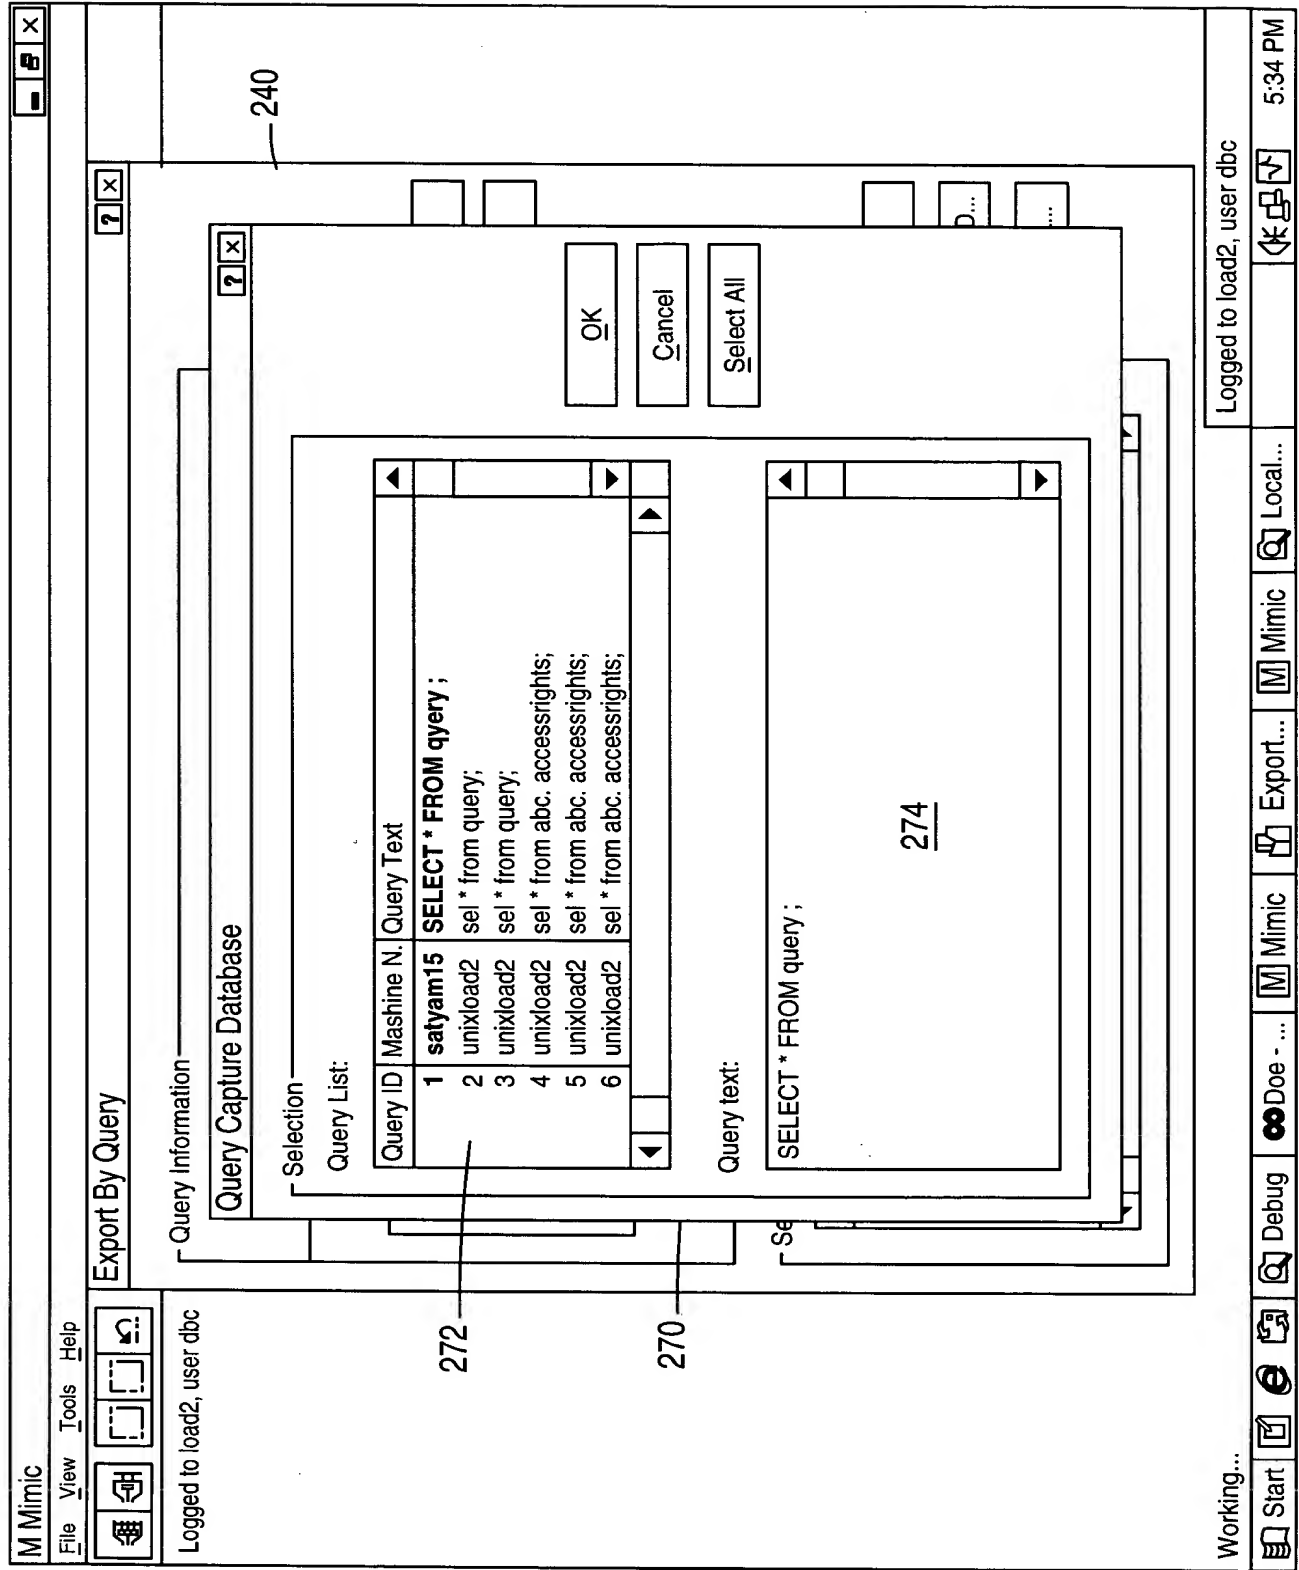 M Mimic
File View Tools Help
Export By Query
Logged to load2, user dbc
240
Query Information
Query Capture Database
Selection
Query List:
Query ID Mashine N. Query Text
1 satyam15 SELECT * FROM qyery ;
2 unixload2 sel * from query;
3 unixload2 sel * from query;
4 unixload2 sel * from abc. accessrights;
5 unixload2 sel * from abc. accessrights;
6 unixload2 sel * from abc. accessrights;
272
OK
Cancel
Select All
270
Query text:
SELECT * FROM query ;
274
Se
D...
...
Working...
Logged to load2, user dbc
Start Debug Doe - ... M Mimic Export... M Mimic Local... 5:34 PM